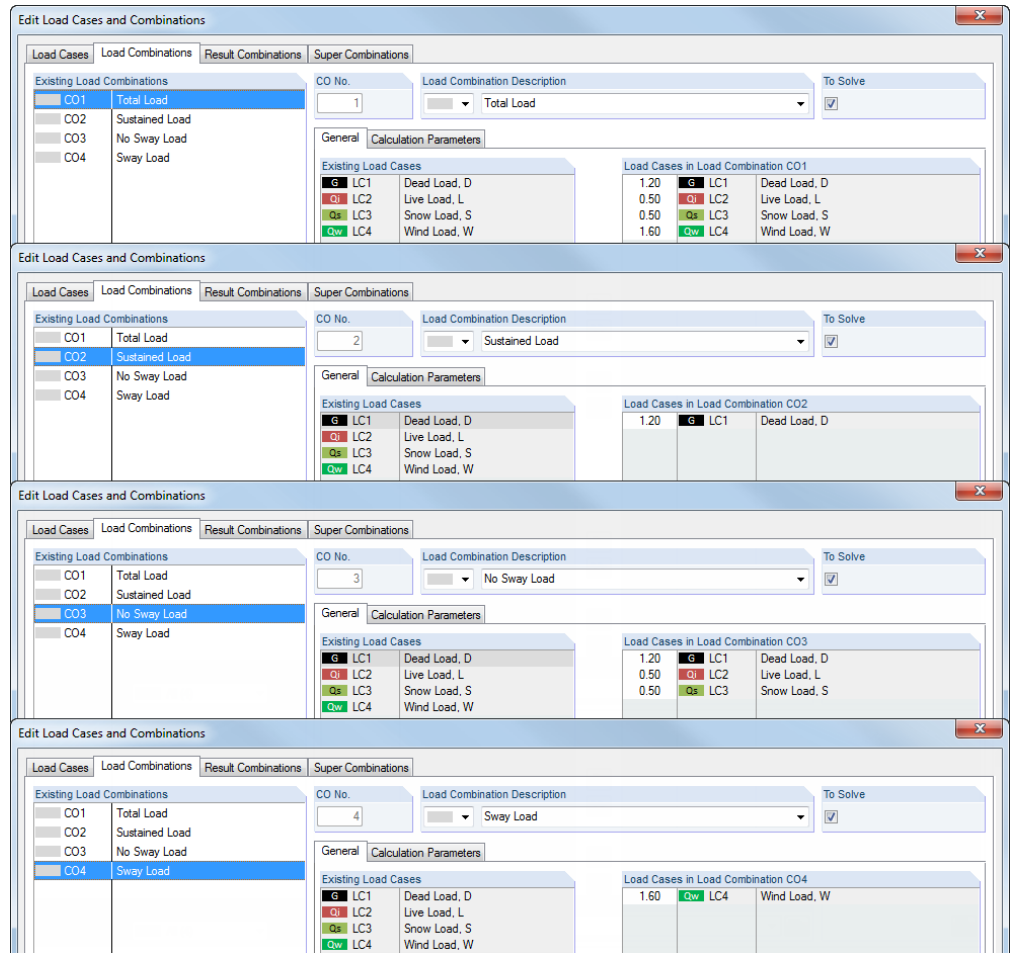 Edit Load Cases and Combinations
x
Load Cases Load Combinations Result Combinations Super Combinations
Existing Load Combinations CO No. Load Combination Description To Solve
CO1 Total Load 1 Total Load
CO2 Sustained Load
CO3 No Sway Load General Calculation Parameters
CO4 Sway Load
Existing Load Cases Load Cases in Load Combination CO1
G LC1 Dead Load, D 1.20 G LC1 Dead Load, D
Qi LC2 Live Load, L 0.50 Qi LC2 Live Load, L
Qs LC3 Snow Load, S 0.50 Qs LC3 Snow Load, S
Qw LC4 Wind Load, W 1.60 Qw LC4 Wind Load, W
Edit Load Cases and Combinations
x
Load Cases Load Combinations Result Combinations Super Combinations
Existing Load Combinations CO No. Load Combination Description To Solve
CO1 Total Load 2 Sustained Load
CO2 Sustained Load
CO3 No Sway Load General Calculation Parameters
CO4 Sway Load
Existing Load Cases Load Cases in Load Combination CO2
G LC1 Dead Load, D 1.20 G LC1 Dead Load, D
Qi LC2 Live Load, L
Qs LC3 Snow Load, S
Qw LC4 Wind Load, W
Edit Load Cases and Combinations
x
Load Cases Load Combinations Result Combinations Super Combinations
Existing Load Combinations CO No. Load Combination Description To Solve
CO1 Total Load 3 No Sway Load
CO2 Sustained Load
CO3 No Sway Load General Calculation Parameters
CO4 Sway Load
Existing Load Cases Load Cases in Load Combination CO3
G LC1 Dead Load, D 1.20 G LC1 Dead Load, D
Qi LC2 Live Load, L 0.50 Qi LC2 Live Load, L
Qs LC3 Snow Load, S 0.50 Qs LC3 Snow Load, S
Qw LC4 Wind Load, W
Edit Load Cases and Combinations
x
Load Cases Load Combinations Result Combinations Super Combinations
Existing Load Combinations CO No. Load Combination Description To Solve
CO1 Total Load 4 Sway Load
CO2 Sustained Load
CO3 No Sway Load General Calculation Parameters
CO4 Sway Load
Existing Load Cases Load Cases in Load Combination CO4
G LC1 Dead Load, D 1.60 Qw LC4 Wind Load, W
Qi LC2 Live Load, L
Qs LC3 Snow Load, S
Qw LC4 Wind Load, W